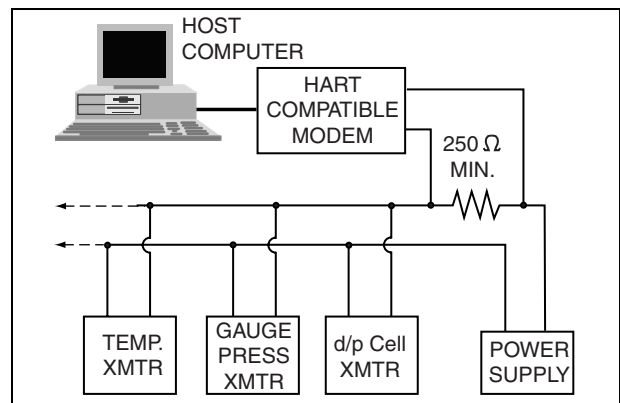 HOST
COMPUTER
HART
COMPATIBLE
MODEM
250 Ω
MIN.
TEMP.
XMTR
GAUGE
PRESS
XMTR
d/p Cell
XMTR
POWER
SUPPLY